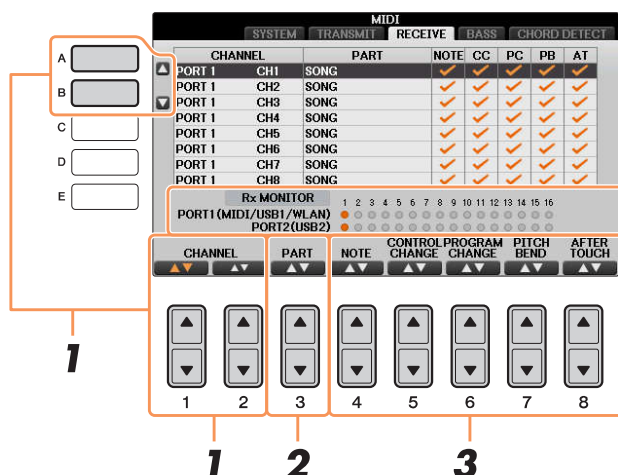 MIDI
SYSTEM TRANSMIT RECEIVE BASS CHORD DETECT
CHANNEL PART NOTE CC PC PB AT
PORT 1 CH1 SONG
PORT 1 CH2 SONG
PORT 1 CH3 SONG
PORT 1 CH4 SONG
PORT 1 CH5 SONG
PORT 1 CH6 SONG
PORT 1 CH7 SONG
PORT 1 CH8 SONG
A
B
C
D
E
Rx MONITOR 1 2 3 4 5 6 7 8 9 10 11 12 13 14 15 16
PORT1(MIDI/USB1/WLAN)
PORT2(USB2)
CHANNEL PART NOTE CONTROL CHANGE PROGRAM CHANGE PITCH BEND AFTER TOUCH
1 2 3 4 5 6 7 8
1
1 2 3